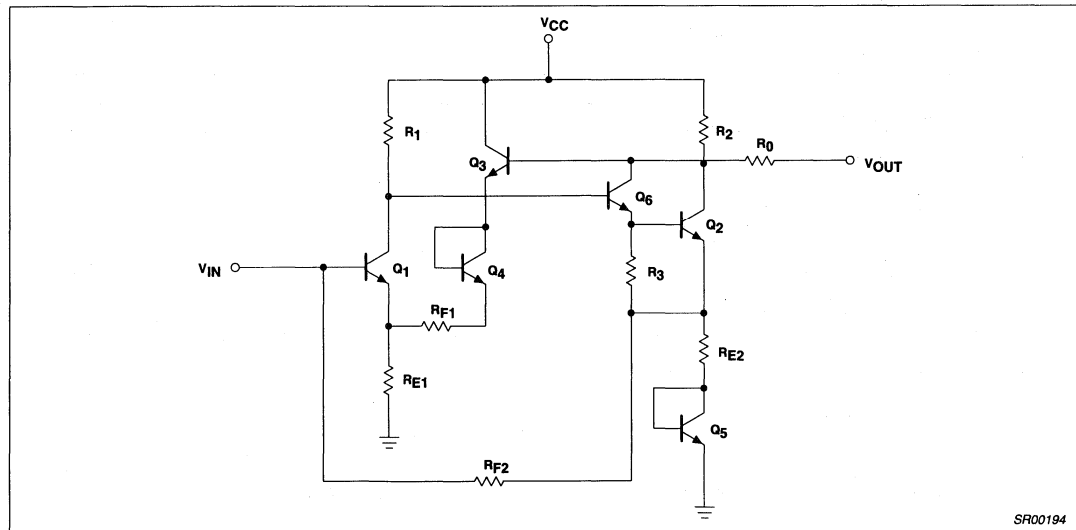 VCC
R1
R2
R0
Q3
VOUT
Q6
Q2
VIN
Q1
Q4
R3
RF1
RE2
RE1
Q5
RF2
SR00194